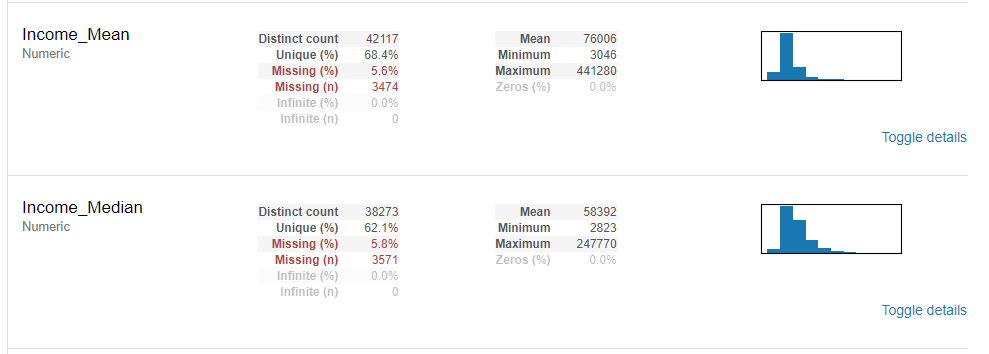 Income_Mean
Numeric
Distinct count 42117
Unique (%) 68.4%
Missing (%) 5.6%
Missing (n) 3474
Infinite (%) 0.0%
Infinite (n) 0
Mean 76006
Minimum 3046
Maximum 441280
Zeros (%) 0.0%
Toggle details
Income_Median
Numeric
Distinct count 38273
Unique (%) 62.1%
Missing (%) 5.8%
Missing (n) 3571
Infinite (%) 0.0%
Infinite (n) 0
Mean 58392
Minimum 2823
Maximum 247770
Zeros (%) 0.0%
Toggle details